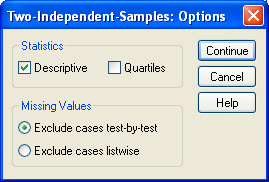 Two-Independent-Samples: Options
Statistics
Descriptive
Quartiles
Missing Values
Exclude cases test-by-test
Exclude cases listwise
Continue
Cancel
Help